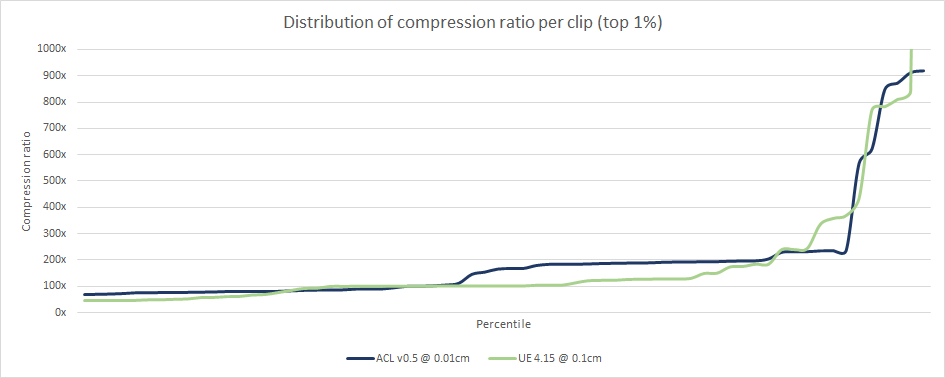 Distribution of compression ratio per clip (top 1%)
1000x
900x
800x
700x
600x
500x
400x
300x
200x
100x
0x
Compression ratio
Percentile
ACL v0.5 @ 0.01cm
UE 4.15 @ 0.1cm